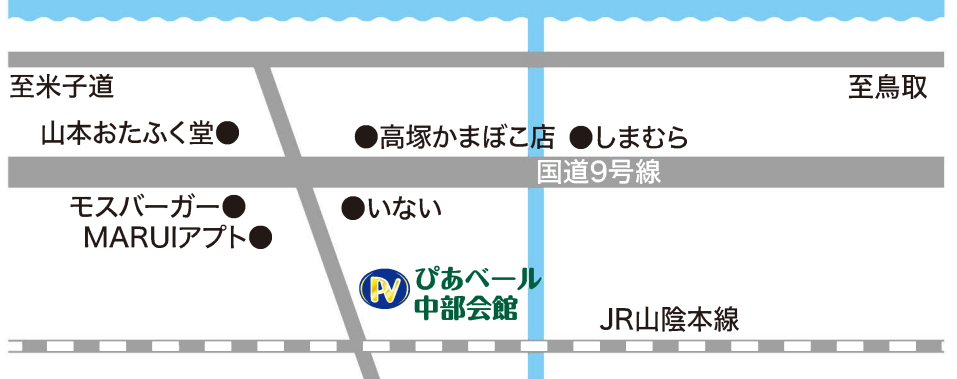 至米子道
至鳥取
山本おたふく堂●
●高塚かまぼこ店
●しまむら
国道9号線
モスバーガー●
●いない
MARUIアプト●
PV
ぴあベール
中部会館
JR山陰本線